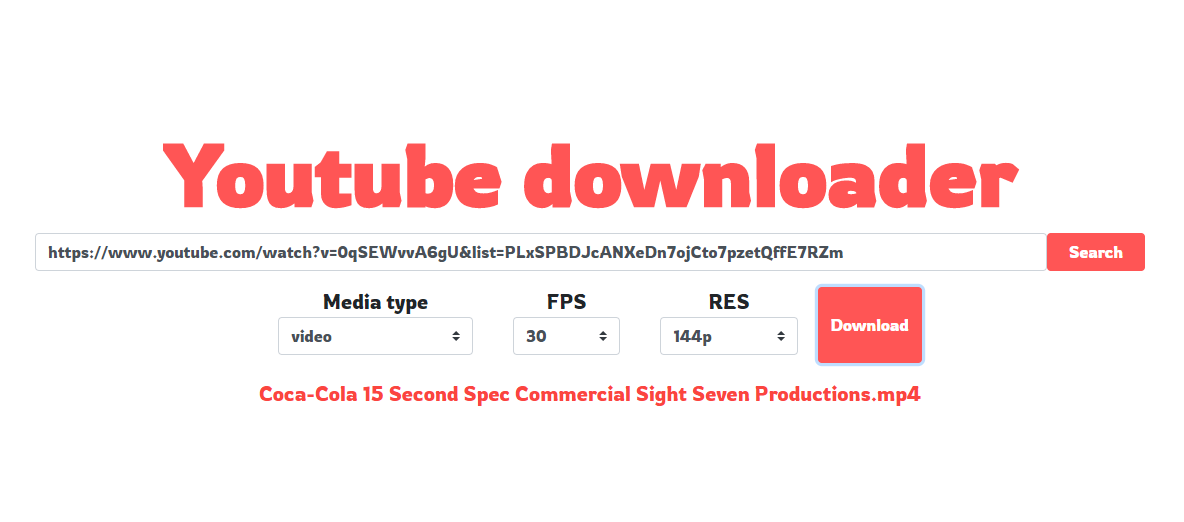 Youtube downloader
https://www.youtube.com/watch?v=0qSEWvvA6gU&list=PLxSPBDJcANXeDn7ojCto7pzetQffE7RZm
Search
Media type
FPS
RES
video
30
144p
Download
Coca-Cola 15 Second Spec Commercial Sight Seven Productions.mp4